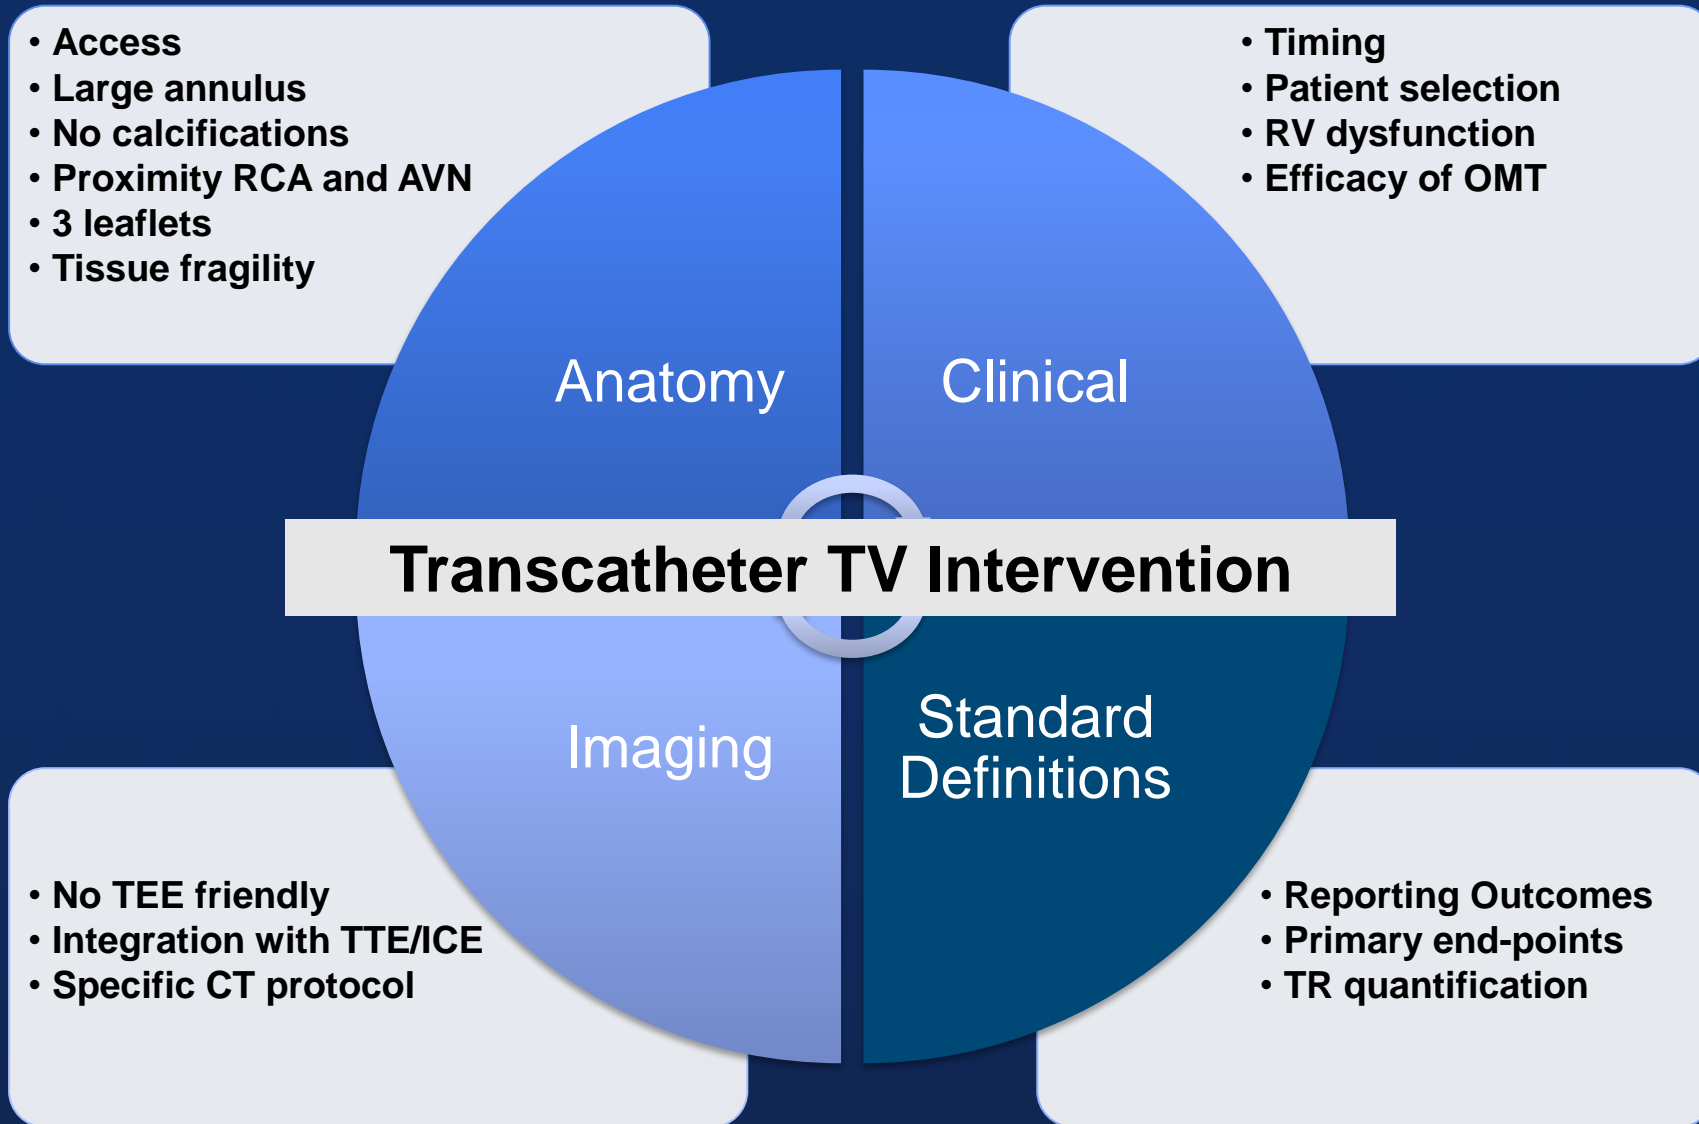 • Access
• Large annulus
• No calcifications
• Proximity RCA and AVN
• 3 leaflets
• Tissue fragility
• Timing
• Patient selection
• RV dysfunction
• Efficacy of OMT
Anatomy
Clinical
Transcatheter TV Intervention
Imaging
Standard
Definitions
• No TEE friendly
• Integration with TTE/ICE
• Specific CT protocol
• Reporting Outcomes
• Primary end-points
• TR quantification